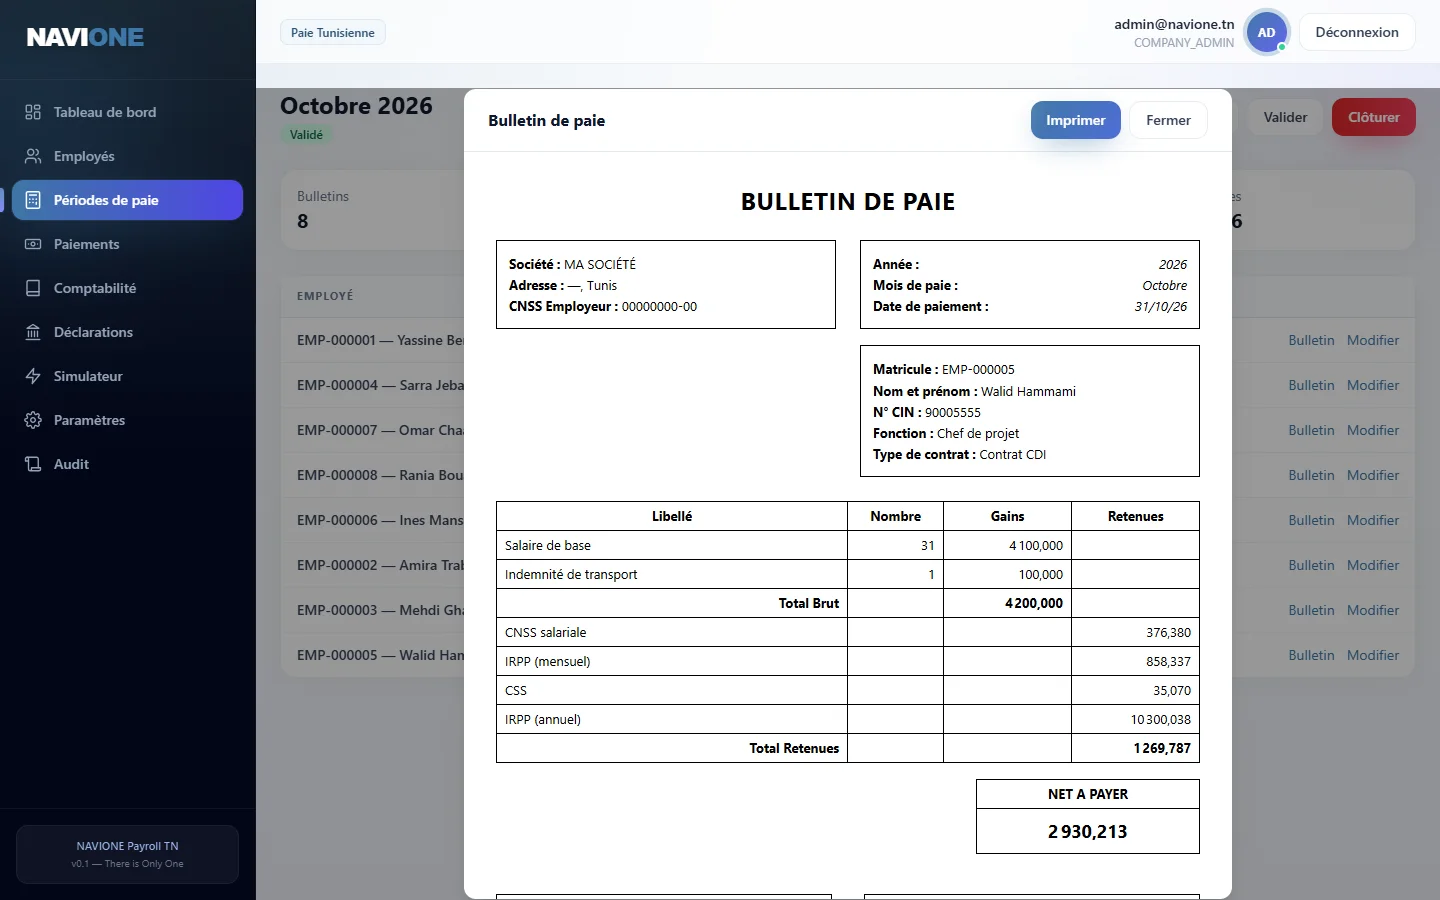 NAVIONE
Paie Tunisienne
admin@navione.tn
COMPANY_ADMIN
AD
Déconnexion
Tableau de bord
Employés
Périodes de paie
Paiements
Comptabilité
Déclarations
Simulateur
Paramètres
Audit
NAVIONE Payroll TN
v0.1 — There is Only One
Octobre 2026
Validé
Valider
Clôturer
Bulletins
8
6
EMPLOYÉ
EMP-000001 — Yassine
Bulletin Modifier
EMP-000004 — Sarra
Bulletin Modifier
EMP-000007 — Omar
Bulletin Modifier
EMP-000008 — Rania
Bulletin Modifier
EMP-000006 — Ines
Bulletin Modifier
EMP-000002 — Amira
Bulletin Modifier
EMP-000003 — Mehdi
Bulletin Modifier
EMP-000005 — Walid
Bulletin Modifier
Bulletin de paie
Imprimer
Fermer
BULLETIN DE PAIE
Société : MA SOCIÉTÉ
Adresse : —, Tunis
CNSS Employeur : 00000000-00
Année : 2026
Mois de paie : Octobre
Date de paiement : 31/10/26
Matricule : EMP-000005
Nom et prénom : Walid Hammami
N° CIN : 90005555
Fonction : Chef de projet
Type de contrat : Contrat CDI
Libellé Nombre Gains Retenues
Salaire de base 31 4 100,000
Indemnité de transport 1 100,000
Total Brut 4 200,000
CNSS salariale 376,380
IRPP (mensuel) 858,337
CSS 35,070
IRPP (annuel) 10 300,038
Total Retenues 1 269,787
NET A PAYER
2 930,213